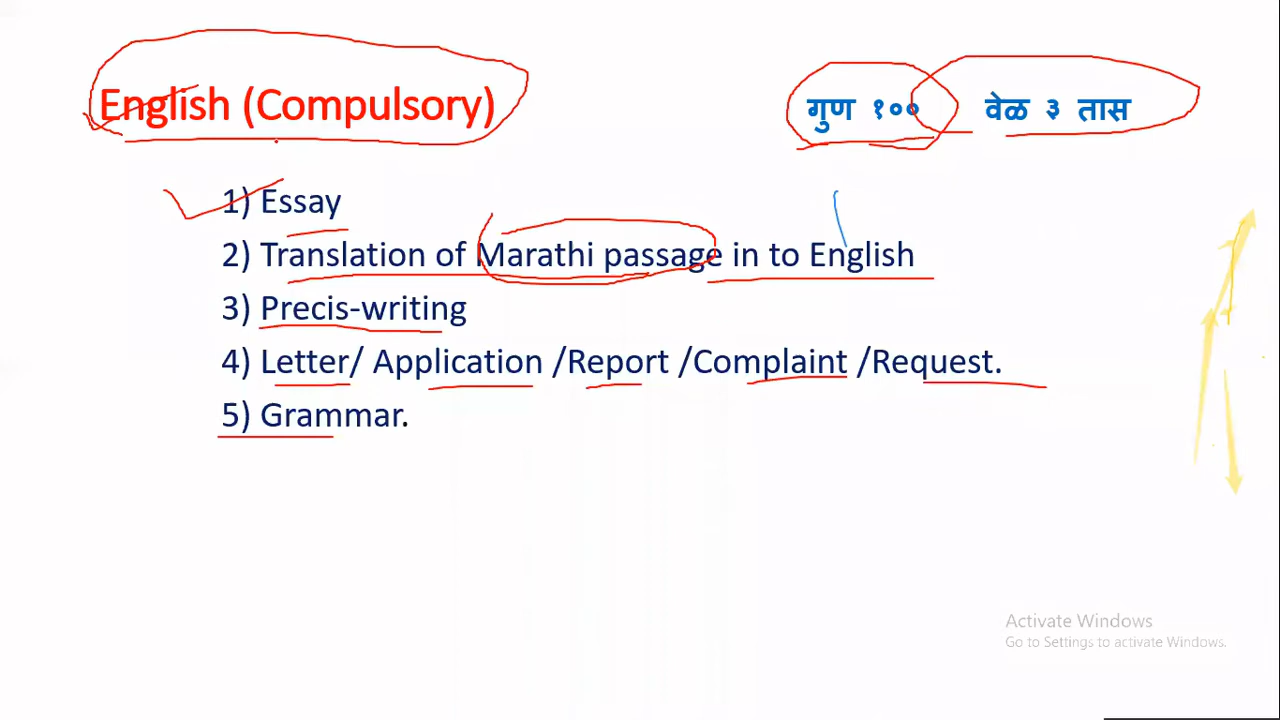 English (Compulsory) गुण १०० वेळ ३ तास
1) Essay
2) Translation of Marathi passage in to English
3) Precis-writing
4) Letter/ Application /Report /Complaint /Request.
5) Grammar.
Activate Windows
Go to Settings to activate Windows.